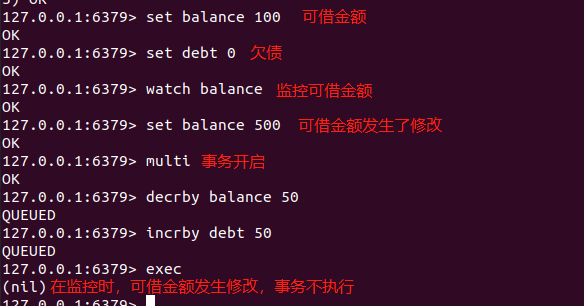 3) OK
127.0.0.1:6379> set balance 100 可借金额
OK
127.0.0.1:6379> set debt 0 欠债
OK
127.0.0.1:6379> watch balance 监控可借金额
OK
127.0.0.1:6379> set balance 500 可借金额发生了修改
OK
127.0.0.1:6379> multi 事务开启
OK
127.0.0.1:6379> decrby balance 50
QUEUED
127.0.0.1:6379> incrby debt 50
QUEUED
127.0.0.1:6379> exec
(nil) 在监控时，可借金额发生修改，事务不执行
127.0.0.1:6379>